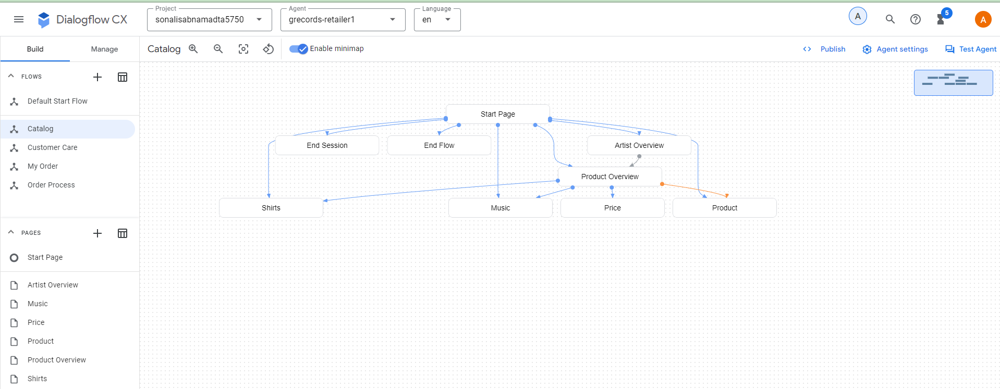 Project
Agent
Language
Dialogflow CX
sonalisabnamadta5750
grecords-retailer1
en
A
5
A
Build
Manage
Catalog
Enable minimap
Publish
Agent settings
Test Agent
FLOWS
Default Start Flow
Catalog
Customer Care
My Order
Order Process
PAGES
Start Page
Artist Overview
Music
Price
Product
Product Overview
Shirts
Start Page
End Session
End Flow
Artist Overview
Product Overview
Shirts
Music
Price
Product